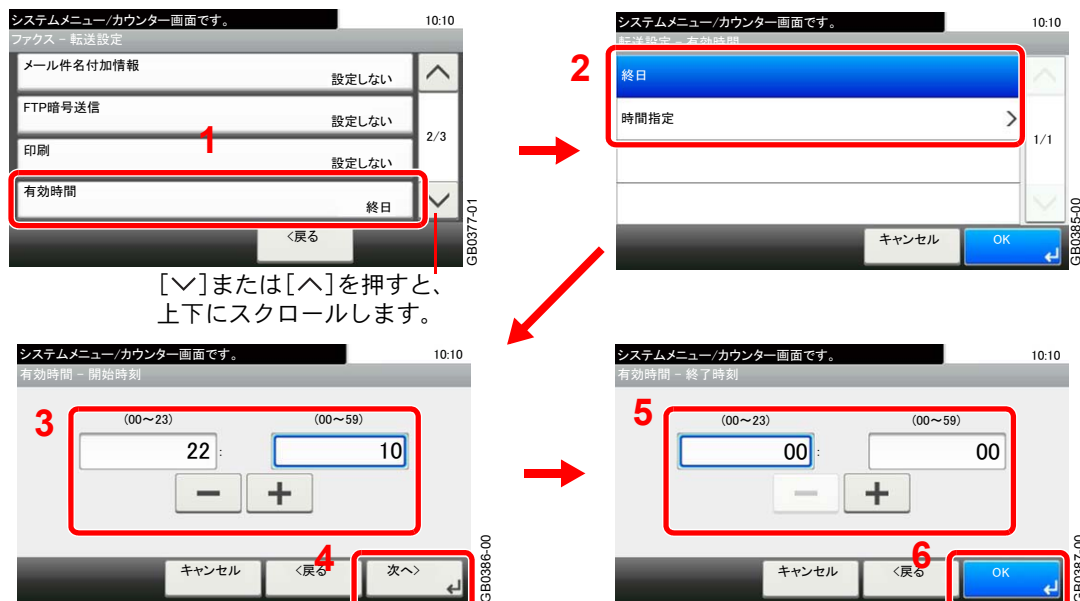 システムメニュー/カウンター画面です。
10:10
ファクス - 転送設定
メール件名付加情報
設定しない
FTP暗号送信
設定しない
2/3
1
印刷
設定しない
有効時間
終日
<戻る
GB0377-01
[∨]または[∧]を押すと、
上下にスクロールします。
システムメニュー/カウンター画面です。
10:10
転送設定 - 有効時間
2
終日
時間指定
>
1/1
キャンセル
OK
GB0385-00
システムメニュー/カウンター画面です。
10:10
有効時間 - 開始時刻
3
(00～23)
(00～59)
22 : 10
4
キャンセル
<戻る
次へ>
GB0386-00
システムメニュー/カウンター画面です。
10:10
有効時間 - 終了時刻
5
(00～23)
(00～59)
00 : 00
6
キャンセル
<戻る
OK
GB0387-00